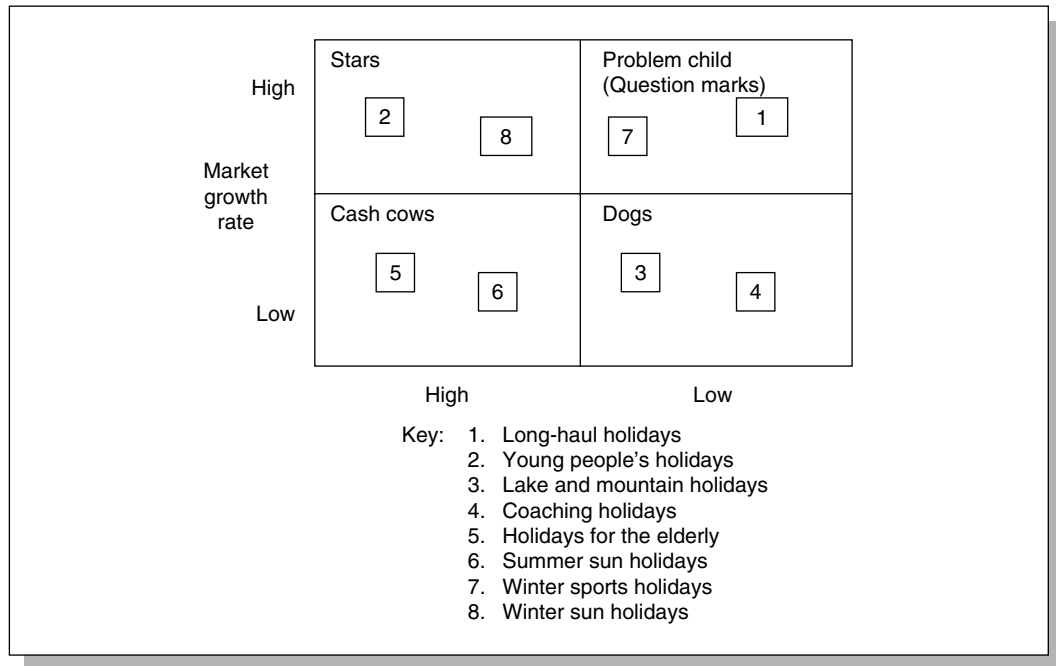 Stars
Problem child
(Question marks)
High
2
8
7
1
Market
growth
rate
Cash cows
Dogs
5
6
3
4
Low
High
Low
Key: 1. Long-haul holidays
2. Young people's holidays
3. Lake and mountain holidays
4. Coaching holidays
5. Holidays for the elderly
6. Summer sun holidays
7. Winter sports holidays
8. Winter sun holidays